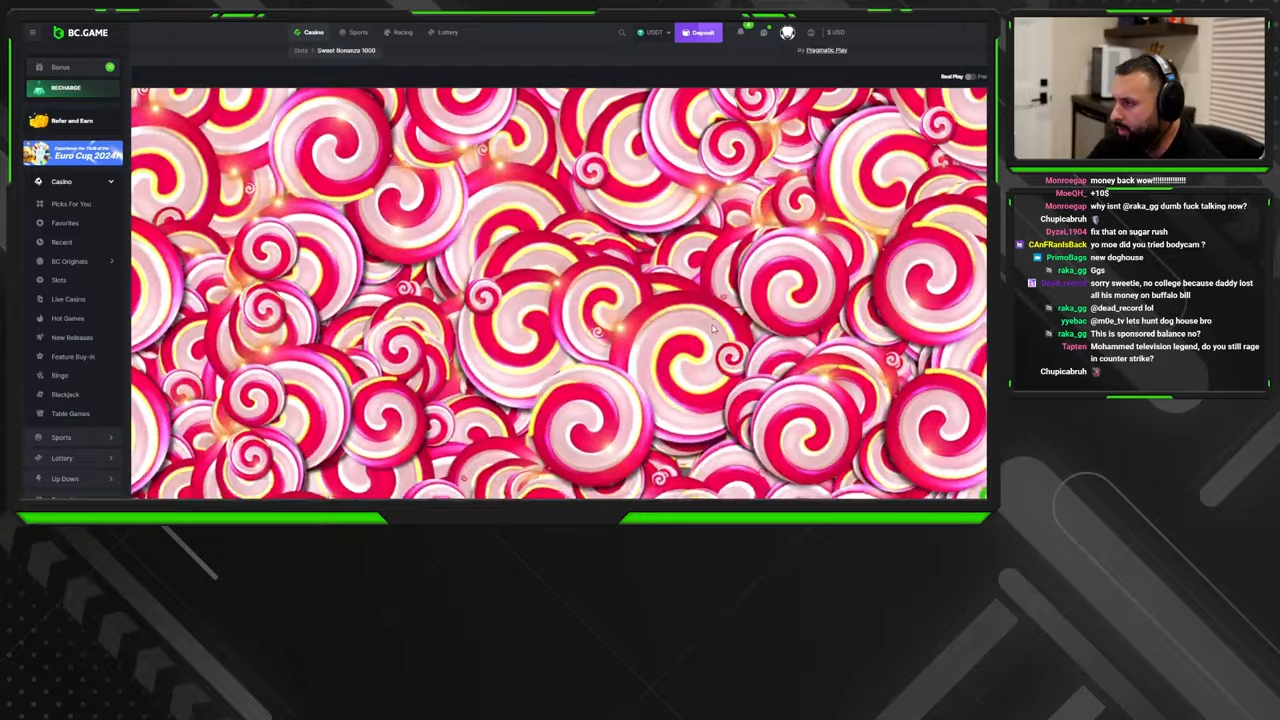 BC.GAME
Casino
Sports
Racing
Lottery
USDT
Deposit
$ USD
Slots > Sweet Bonanza 1000
By Pragmatic Play
Real Play
Bonus
RECHARGE
Refer and Earn
Euro Cup 2024
Casino
Picks For You
Favorites
Recent
BC Originals
Slots
Live Casino
Hot Games
New Releases
Feature Buy-in
Bingo
Blackjack
Table Games
Sports
Lottery
Up Down
Monroegap money back wow!!!!!!!!!!!!!!!
MoeQH_ +10$
Monroegap why isnt @raka_gg dumb fuck talking now?
Chupicabruh
DyzeL1904 fix that on sugar rush
CAnFRanIsBack yo moe did you tried bodycam ?
PrimoBags new doghouse
raka_gg Ggs
Dead_record sorry sweetie, no college because daddy lost
all his money on buffalo bill
raka_gg @dead_record lol
yyebac @m0e_tv lets hunt dog house bro
raka_gg This is sponsored balance no?
Tapten Mohammed television legend, do you still rage
in counter strike?
Chupicabruh